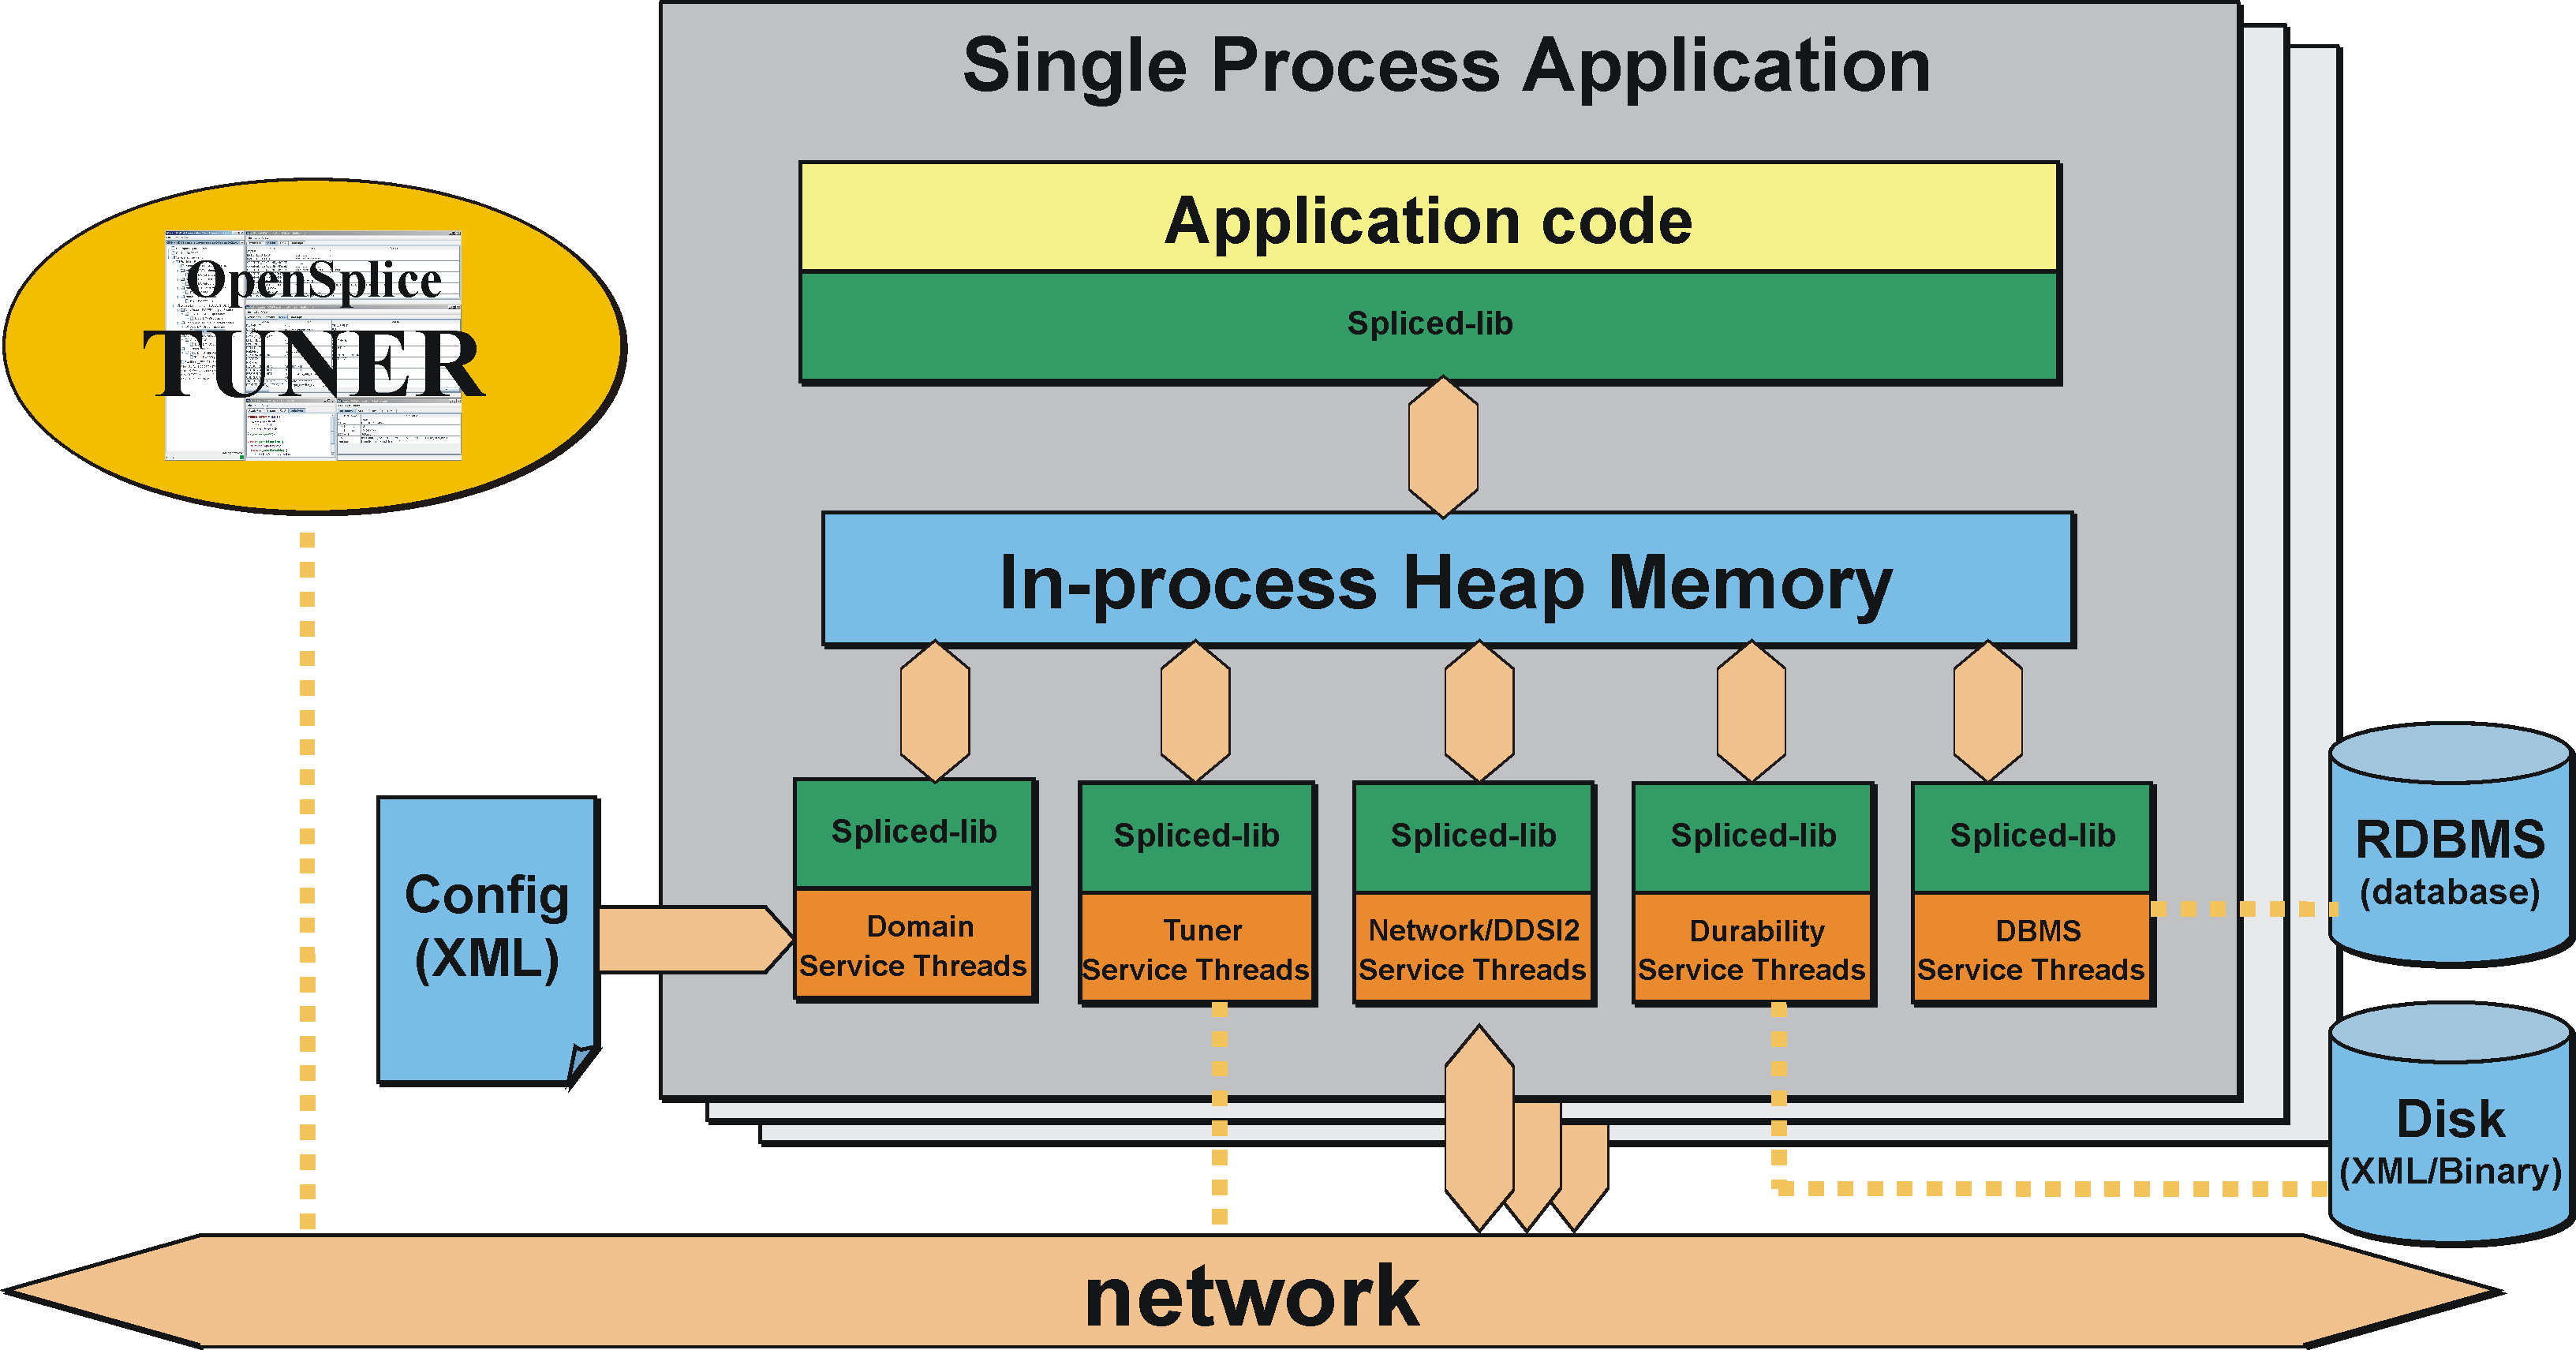 Single Process Application
Application code
Spliced-lib
OpenSplice
TUNER
In-process Heap Memory
Config
(XML)
Spliced-lib
Domain
Service Threads
Spliced-lib
Tuner
Service Threads
Spliced-lib
Network/DDSI2
Service Threads
Spliced-lib
Durability
Service Threads
Spliced-lib
DBMS
Service Threads
RDBMS
(database)
Disk
(XML/Binary)
network